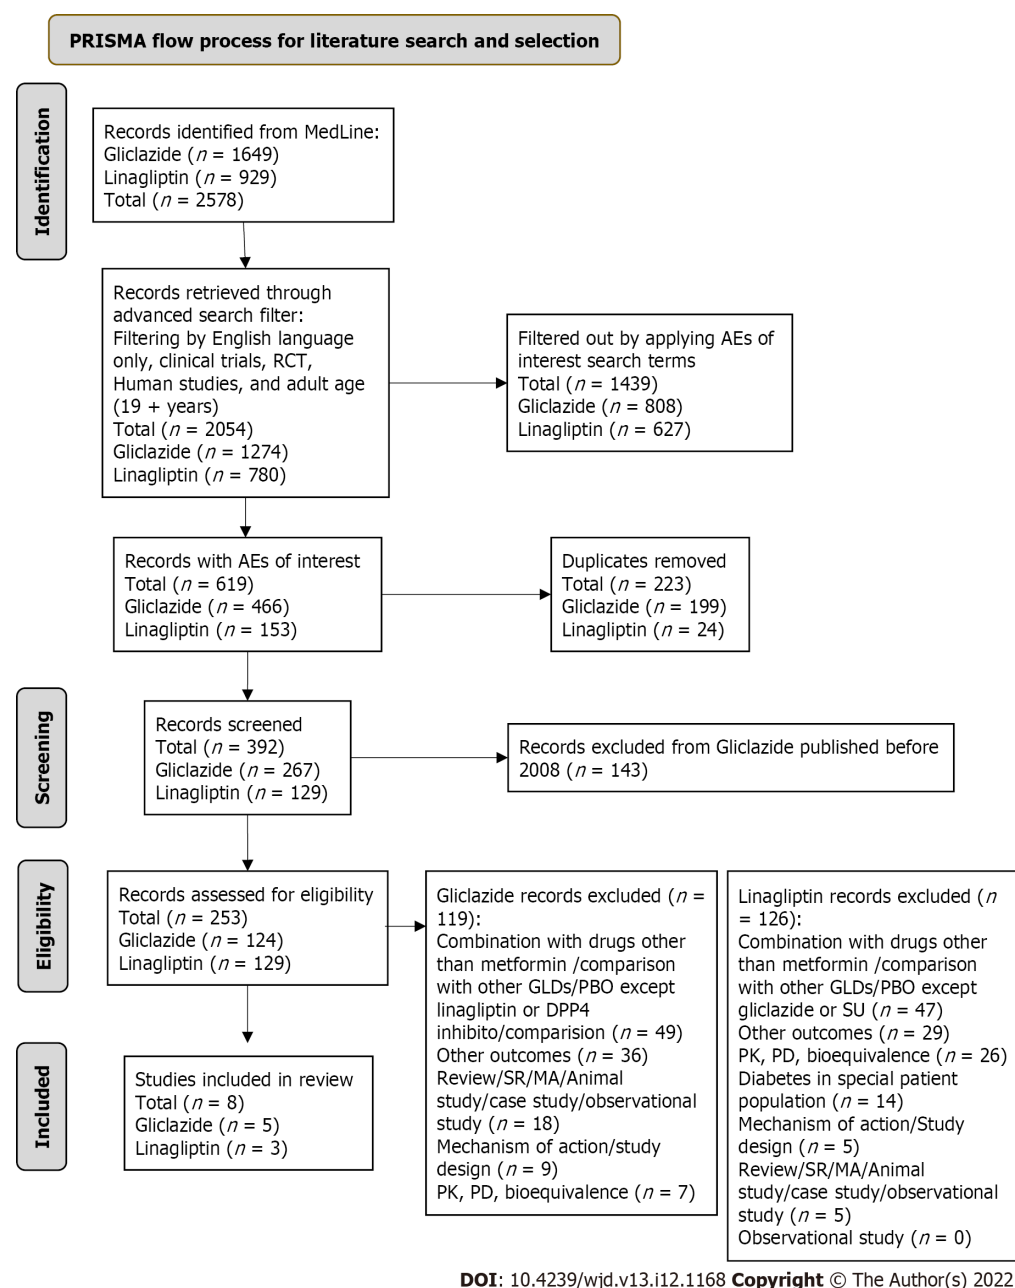 PRISMA flow process for literature search and selection
Identification
Records identified from MedLine:
Gliclazide (n = 1649)
Linagliptin (n = 929)
Total (n = 2578)
Records retrieved through
advanced search filter:
Filtering by English language
only, clinical trials, RCT,
Human studies, and adult age
(19 + years)
Total (n = 2054)
Gliclazide (n = 1274)
Linagliptin (n = 780)
Filtered out by applying AEs of
interest search terms
Total (n = 1439)
Gliclazide (n = 808)
Linagliptin (n = 627)
Records with AEs of interest
Total (n = 619)
Gliclazide (n = 466)
Linagliptin (n = 153)
Duplicates removed
Total (n = 223)
Gliclazide (n = 199)
Linagliptin (n = 24)
Screening
Records screened
Total (n = 392)
Gliclazide (n = 267)
Linagliptin (n = 129)
Records excluded from Gliclazide published before
2008 (n = 143)
Eligibility
Records assessed for eligibility
Total (n = 253)
Gliclazide (n = 124)
Linagliptin (n = 129)
Gliclazide records excluded (n =
119):
Combination with drugs other
than metformin /comparison
with other GLDs/PBO except
linagliptin or DPP4
inhibito/comparision (n = 49)
Other outcomes (n = 36)
Review/SR/MA/Animal
study/case study/observational
study (n = 18)
Mechanism of action/study
design (n = 9)
PK, PD, bioequivalence (n = 7)
Linagliptin records excluded (n
= 126):
Combination with drugs other
than metformin /comparison
with other GLDs/PBO except
gliclazide or SU (n = 47)
Other outcomes (n = 29)
PK, PD, bioequivalence (n = 26)
Diabetes in special patient
population (n = 14)
Mechanism of action/Study
design (n = 5)
Review/SR/MA/Animal
study/case study/observational
study (n = 5)
Observational study (n = 0)
Included
Studies included in review
Total (n = 8)
Gliclazide (n = 5)
Linagliptin (n = 3)
DOI: 10.4239/wjd.v13.i12.1168 Copyright © The Author(s) 2022